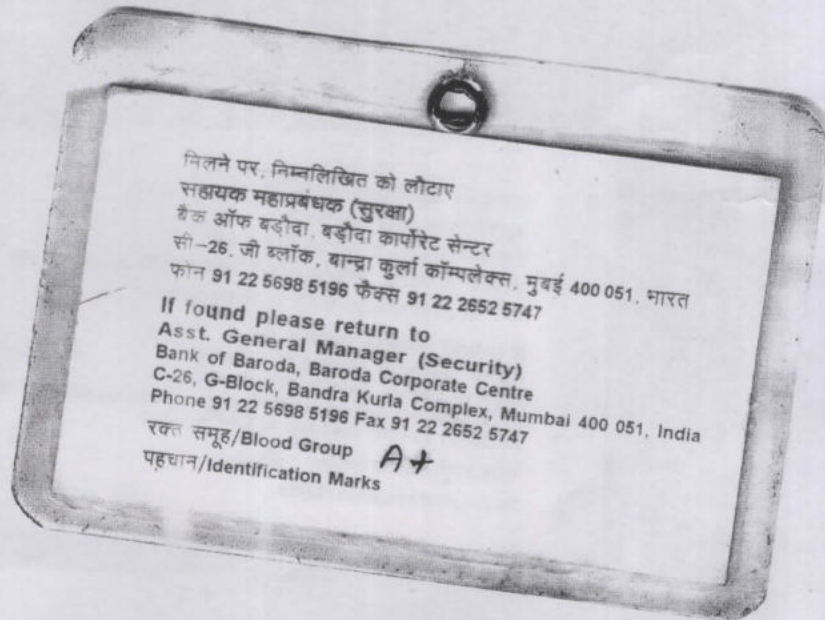 मिलने पर, निम्नलिखित को लौटाए
सहायक महाप्रबंधक (सुरक्षा)
बैक ऑफ बड़ौदा, बड़ौदा कार्पोरेट सेन्टर
सी-26, जी ब्लॉक, बान्द्रा कुर्ला कॉम्पलेक्स, मुबई 400 051, भारत
फोन 91 22 5698 5196 फैक्स 91 22 2652 5747
If found please return to
Asst. General Manager (Security)
Bank of Baroda, Baroda Corporate Centre
C-26, G-Block, Bandra Kurla Complex, Mumbai 400 051, India
Phone 91 22 5698 5196 Fax 91 22 2652 5747
रक्त समूह/Blood Group A+
पहचान/Identification Marks